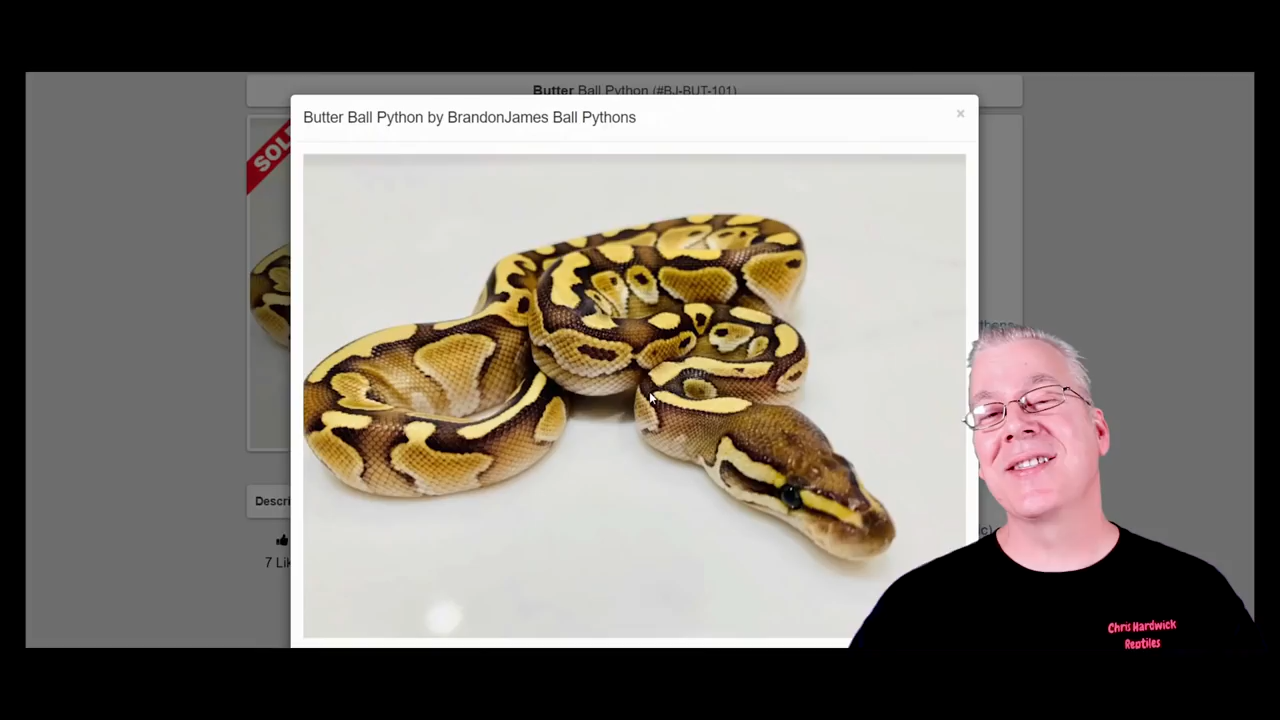 Butter Ball Python (#BJ-BUT-101)
Butter Ball Python by BrandonJames Ball Pythons
×
Descri
7 Lik
c)
Chris Hardwick
Reptiles